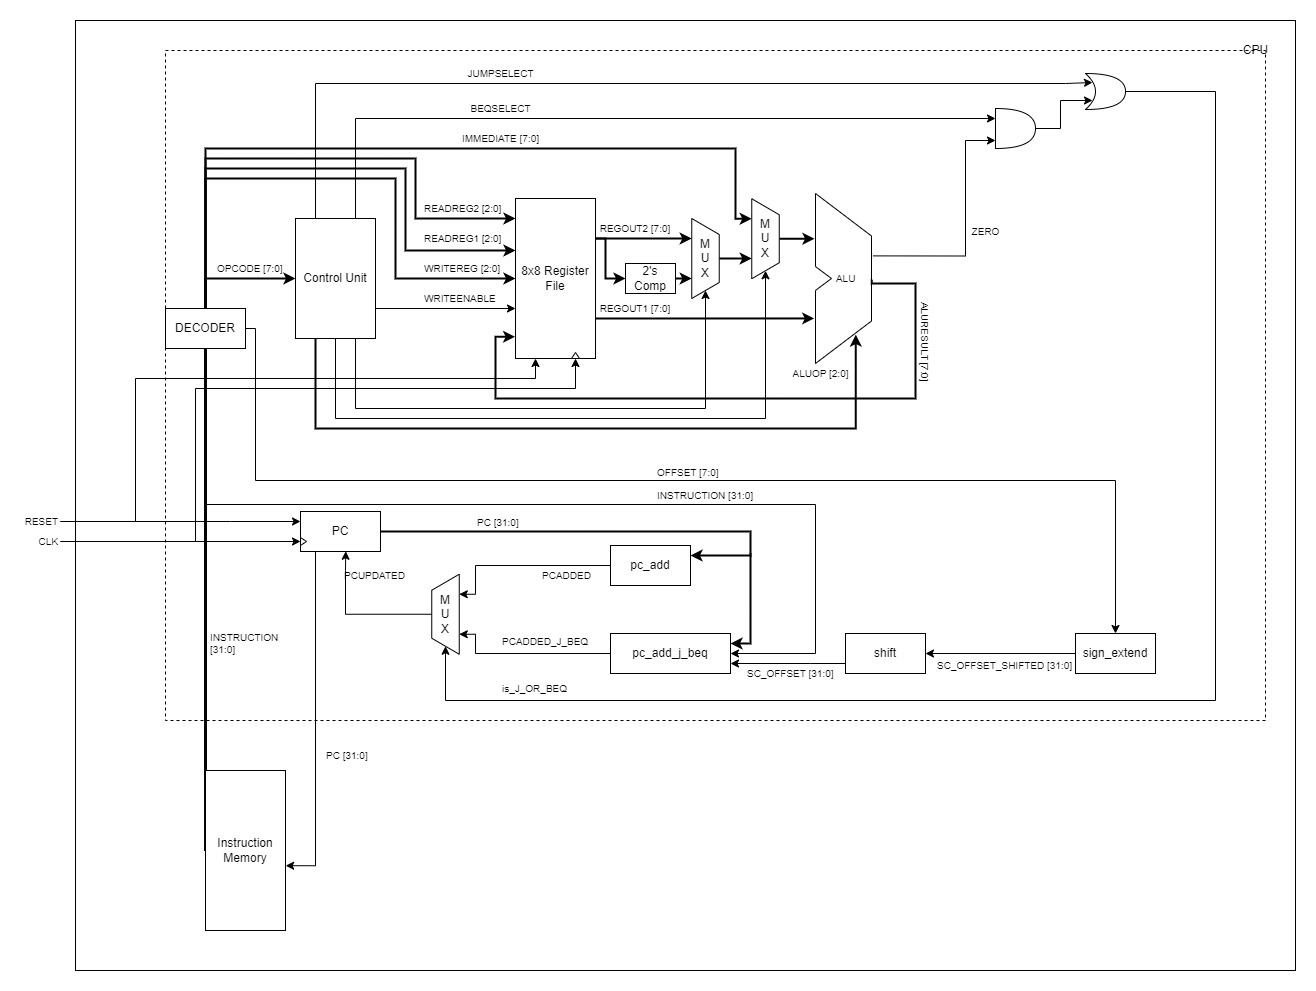 CPU
JUMPSELECT
BEQSELECT
IMMEDIATE [7:0]
READREG2 [2:0]
READREG1 [2:0]
WRITEREG [2:0]
WRITEENABLE
OPCODE [7:0]
Control Unit
DECODER
8x8 Register
File
REGOUT2 [7:0]
2's
Comp
REGOUT1 [7:0]
M
U
X
M
U
X
ALU
ZERO
ALURESULT [7:0]
ALUOP [2:0]
OFFSET [7:0]
INSTRUCTION [31:0]
RESET
CLK
PC
PC [31:0]
PCUPDATED
M
U
X
PCADDED
pc_add
PCADDED_J_BEQ
pc_add_j_beq
SC_OFFSET [31:0]
shift
SC_OFFSET_SHIFTED [31:0]
sign_extend
is_J_OR_BEQ
INSTRUCTION
[31:0]
PC [31:0]
Instruction
Memory